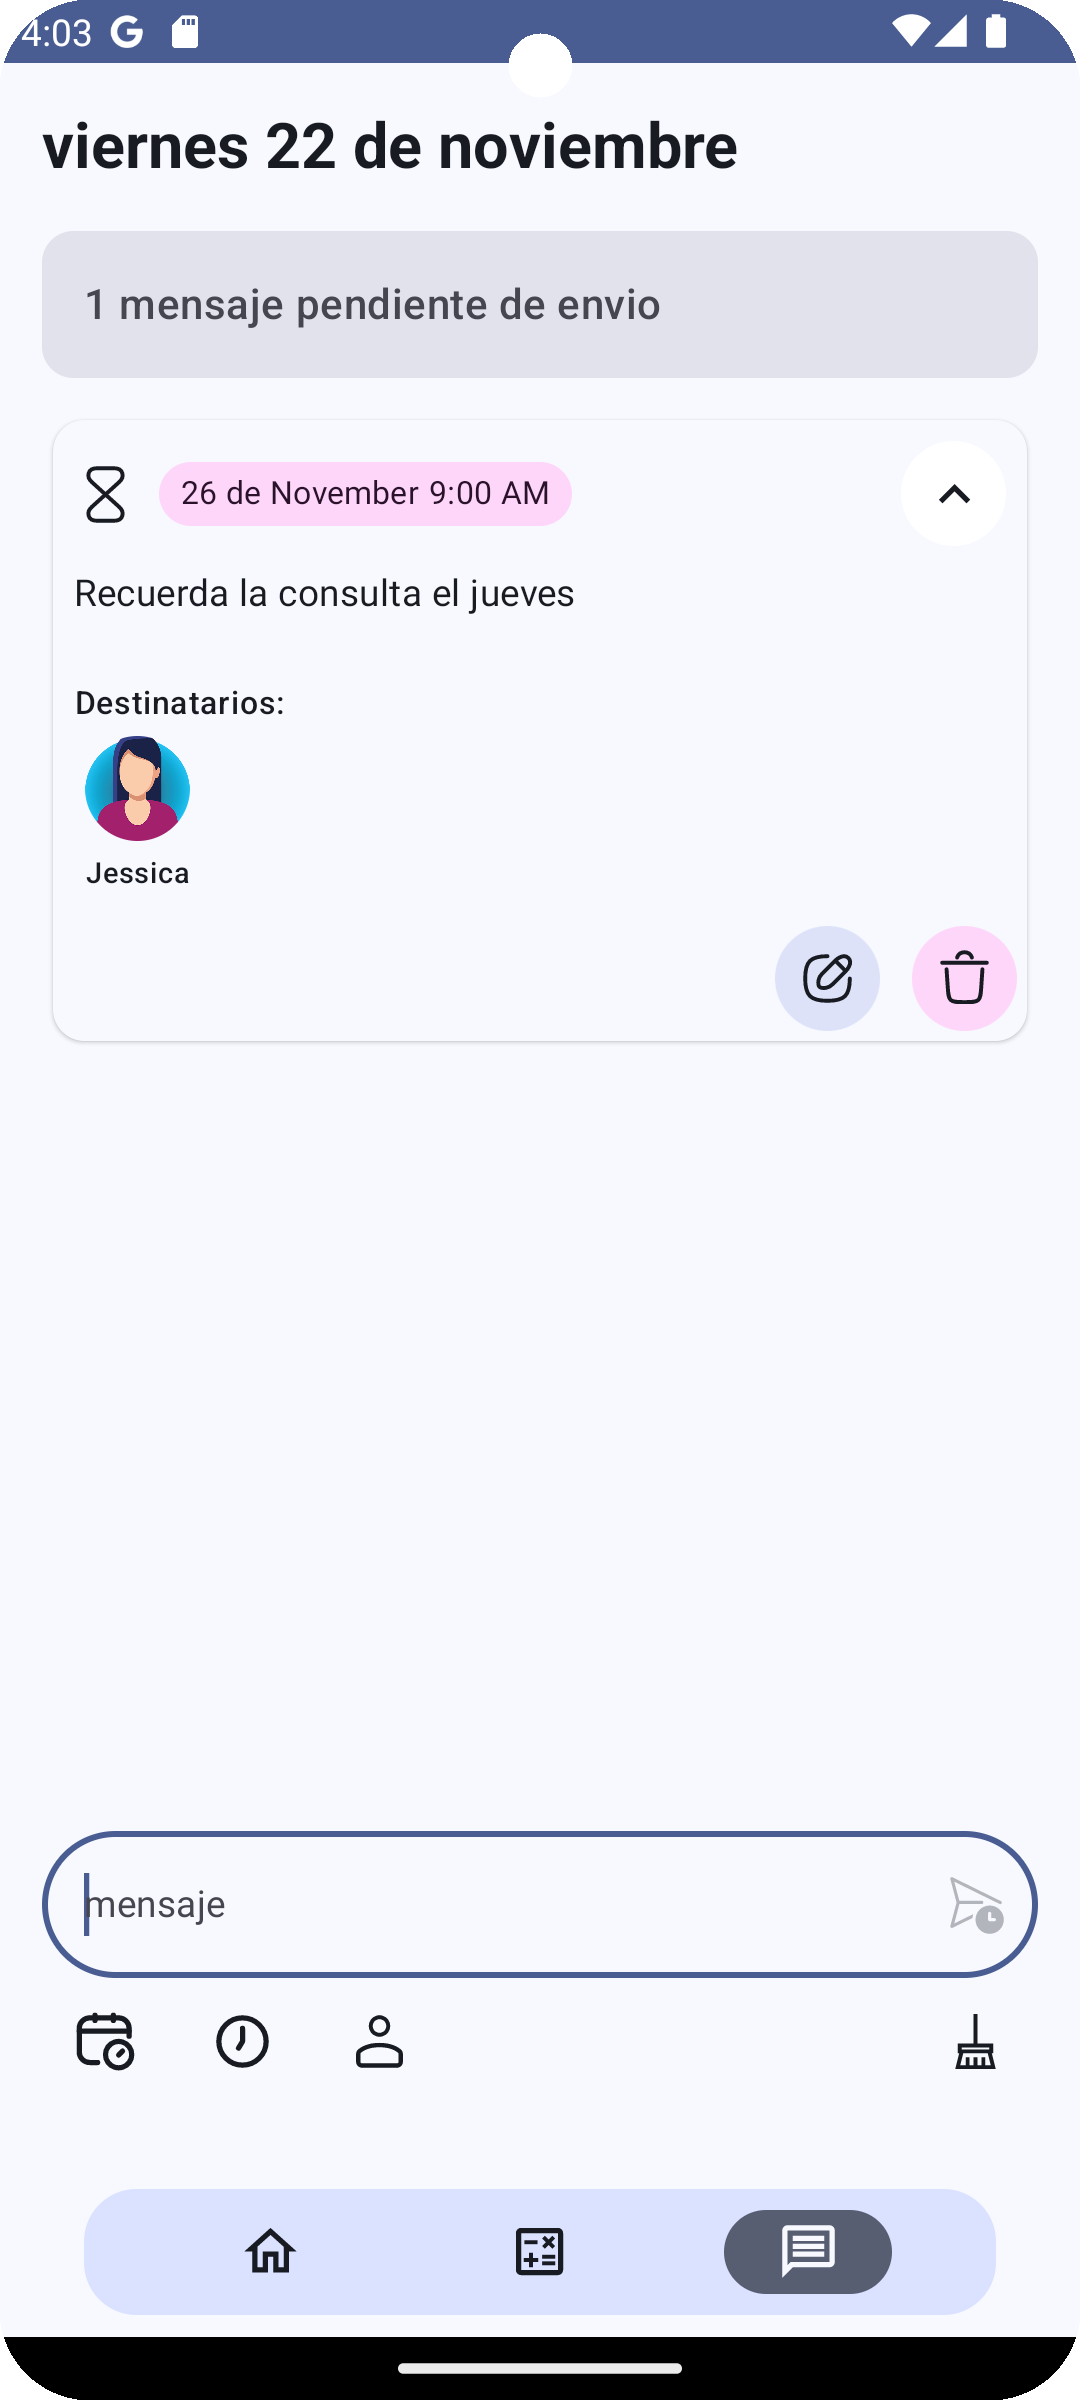 4:03
viernes 22 de noviembre
1 mensaje pendiente de envio
26 de November 9:00 AM
Recuerda la consulta el jueves
Destinatarios:
Jessica
mensaje